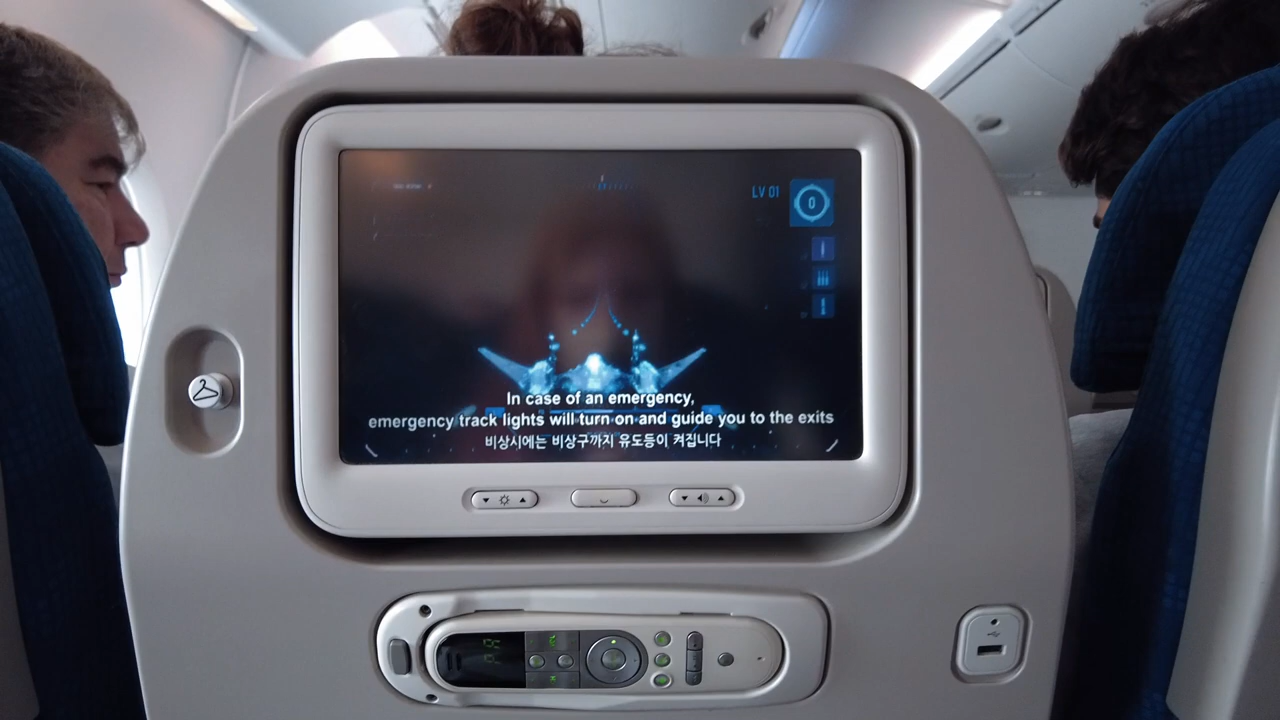 LV 01
0
In case of an emergency,
emergency track lights will turn on and guide you to the exits
비상시에는 비상구까지 유도등이 켜집니다